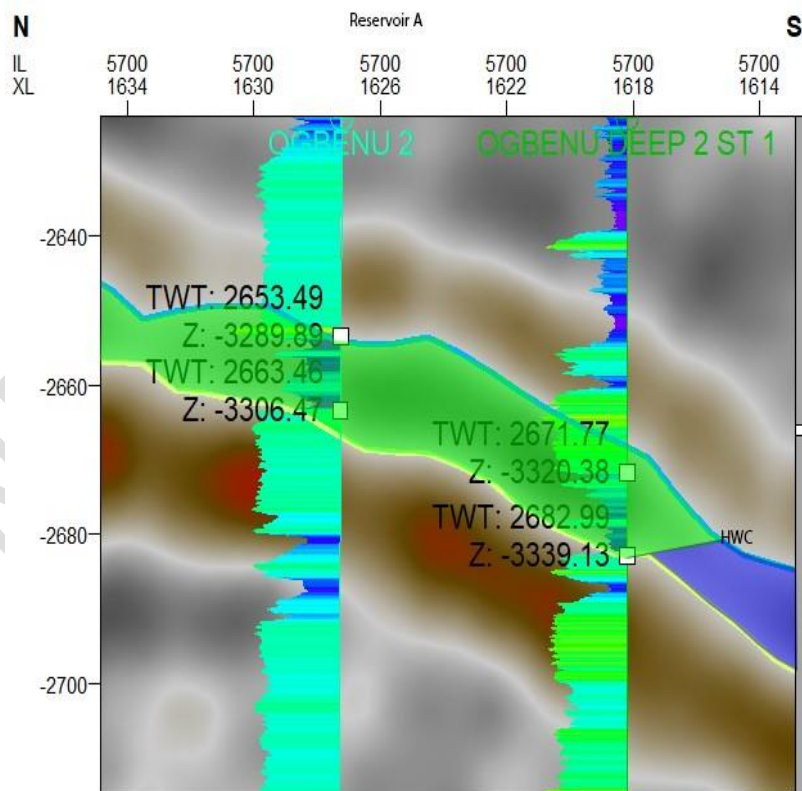 Reservoir A
N S
IL 5700 5700 5700 5700 5700 5700
XL 1634 1630 1626 1622 1618 1614
OGBENU 2 OGBENU DEEP 2 ST 1
-2640
TWT: 2653.49
Z: -3289.89
-2660
TWT: 2663.46
Z: -3306.47
TWT: 2671.77
Z: -3320.38
TWT: 2682.99
-2680
HWC
Z: -3339.13
-2700